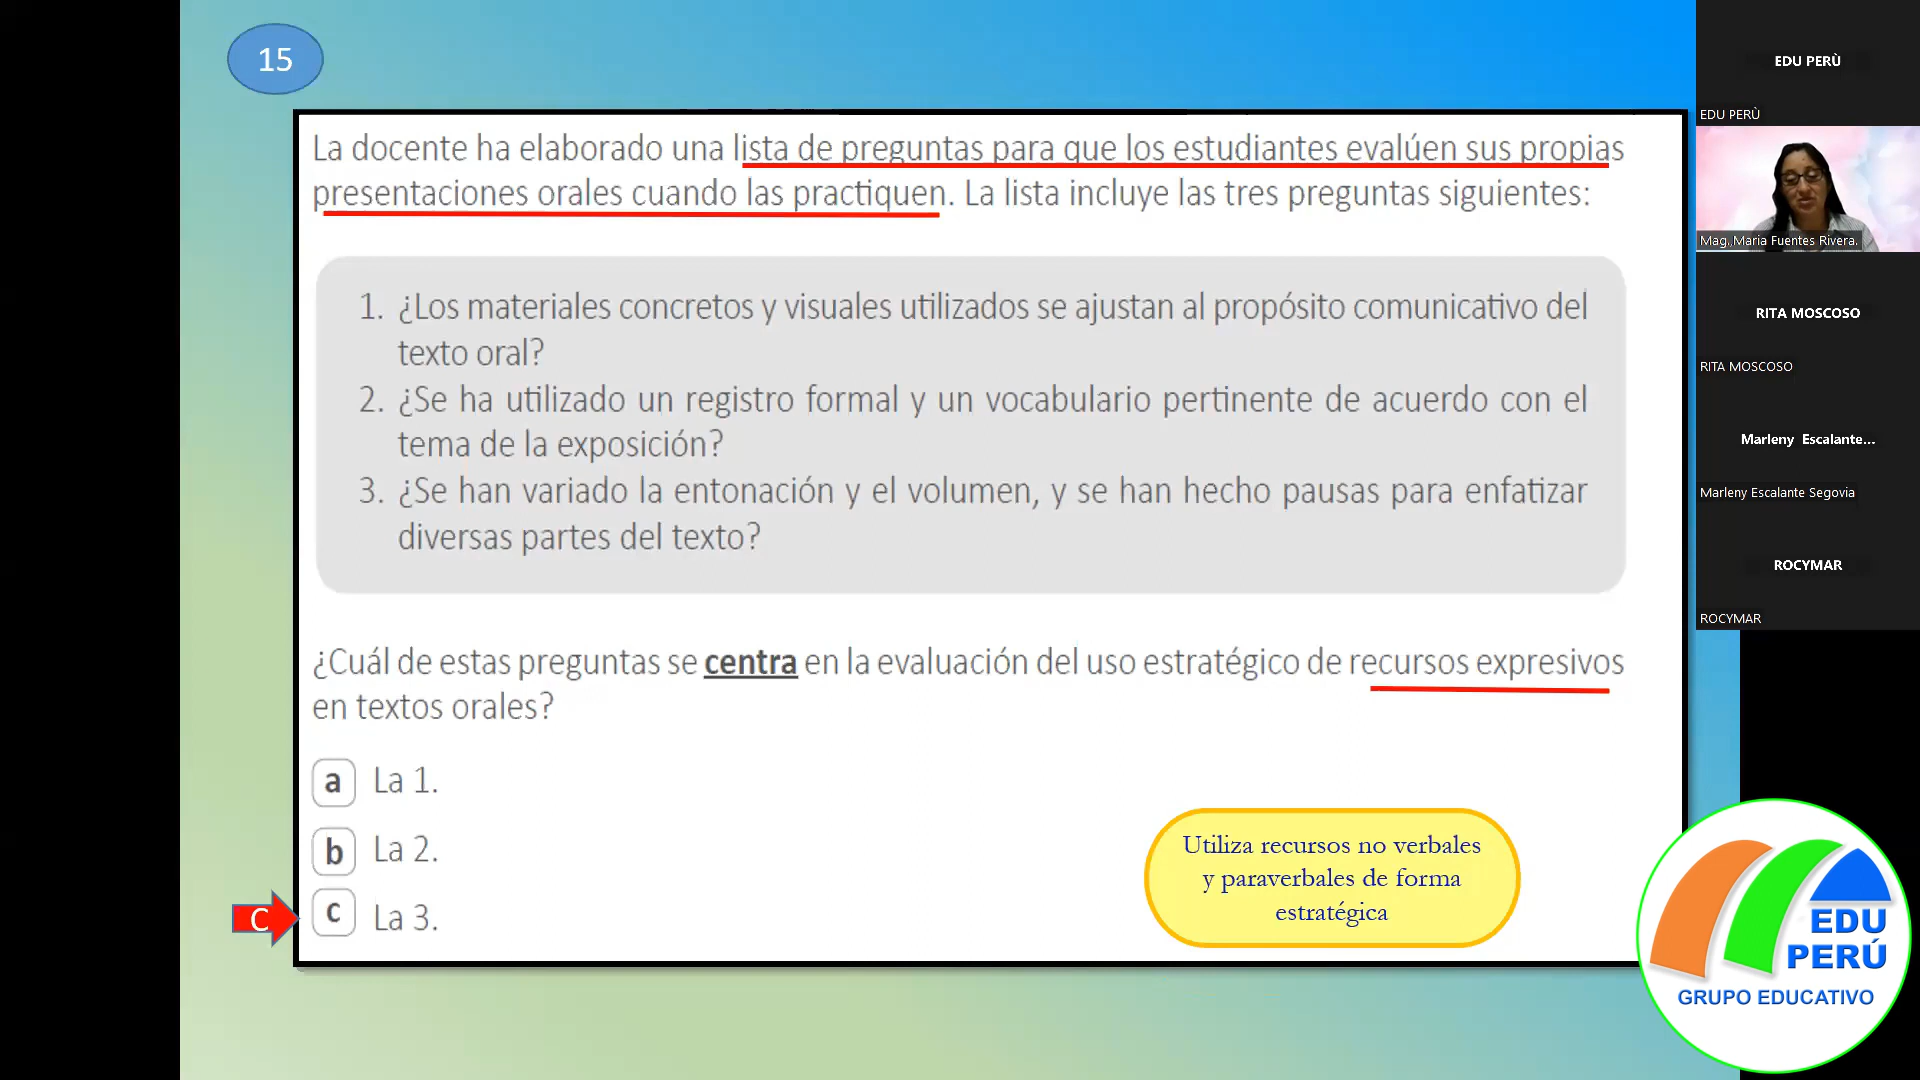 15
La docente ha elaborado una lista de preguntas para que los estudiantes evalúen sus propias
presentaciones orales cuando las practiquen. La lista incluye las tres preguntas siguientes:
1. ¿Los materiales concretos y visuales utilizados se ajustan al propósito comunicativo del
texto oral?
2. ¿Se ha utilizado un registro formal y un vocabulario pertinente de acuerdo con el
tema de la exposición?
3. ¿Se han variado la entonación y el volumen, y se han hecho pausas para enfatizar
diversas partes del texto?
¿Cuál de estas preguntas se centra en la evaluación del uso estratégico de recursos expresivos
en textos orales?
a La 1.
b La 2.
C c La 3.
Utiliza recursos no verbales
y paraverbales de forma
estratégica
EDU PERÙ
EDU PERÙ
Mag. Maria Fuentes Rivera.
RITA MOSCOSO
RITA MOSCOSO
Marleny Escalante...
Marleny Escalante Segovia
ROCYMAR
ROCYMAR
EDU
PERÚ
GRUPO EDUCATIVO